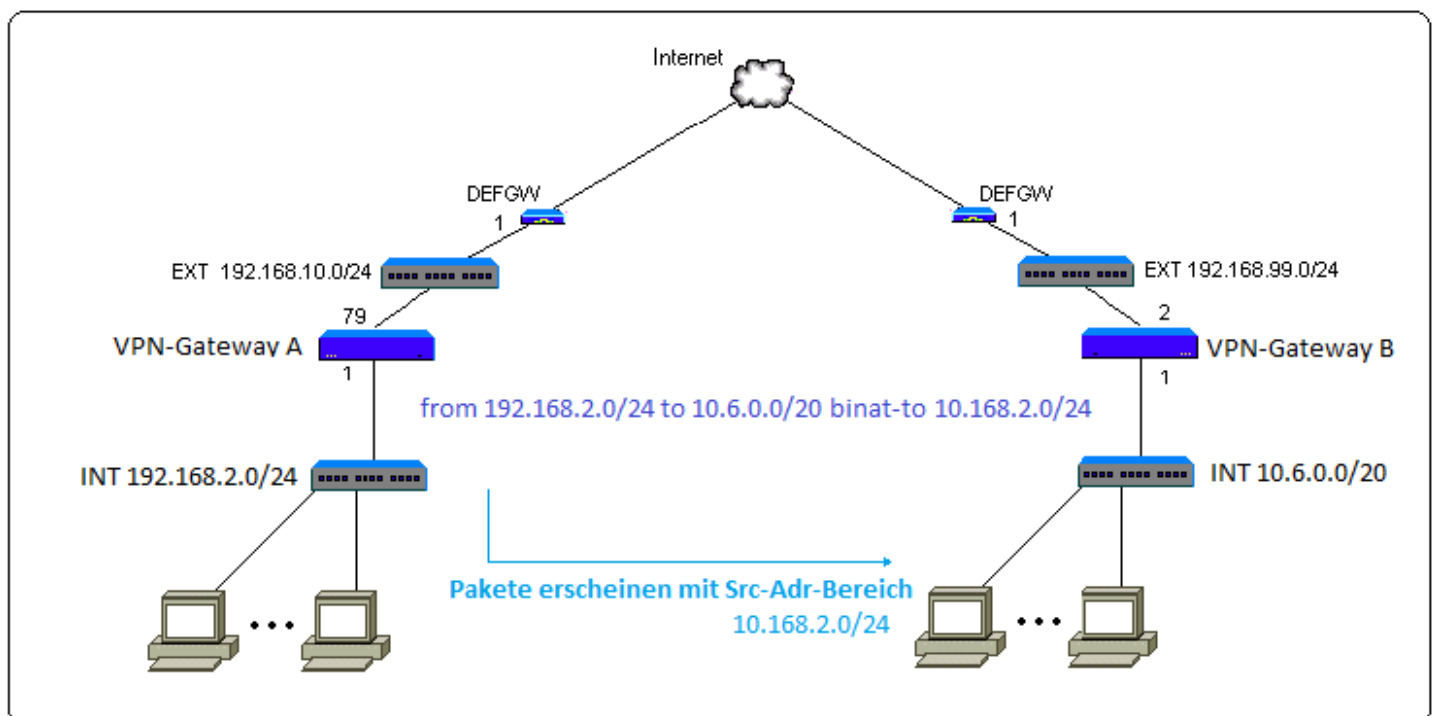 Internet
DEFGW
1
DEFGW
1
EXT 192.168.10.0/24
EXT 192.168.99.0/24
79
2
VPN-Gateway A
VPN-Gateway B
1
1
from 192.168.2.0/24 to 10.6.0.0/20 binat-to 10.168.2.0/24
INT 192.168.2.0/24
INT 10.6.0.0/20
Pakete erscheinen mit Src-Adr-Bereich
10.168.2.0/24